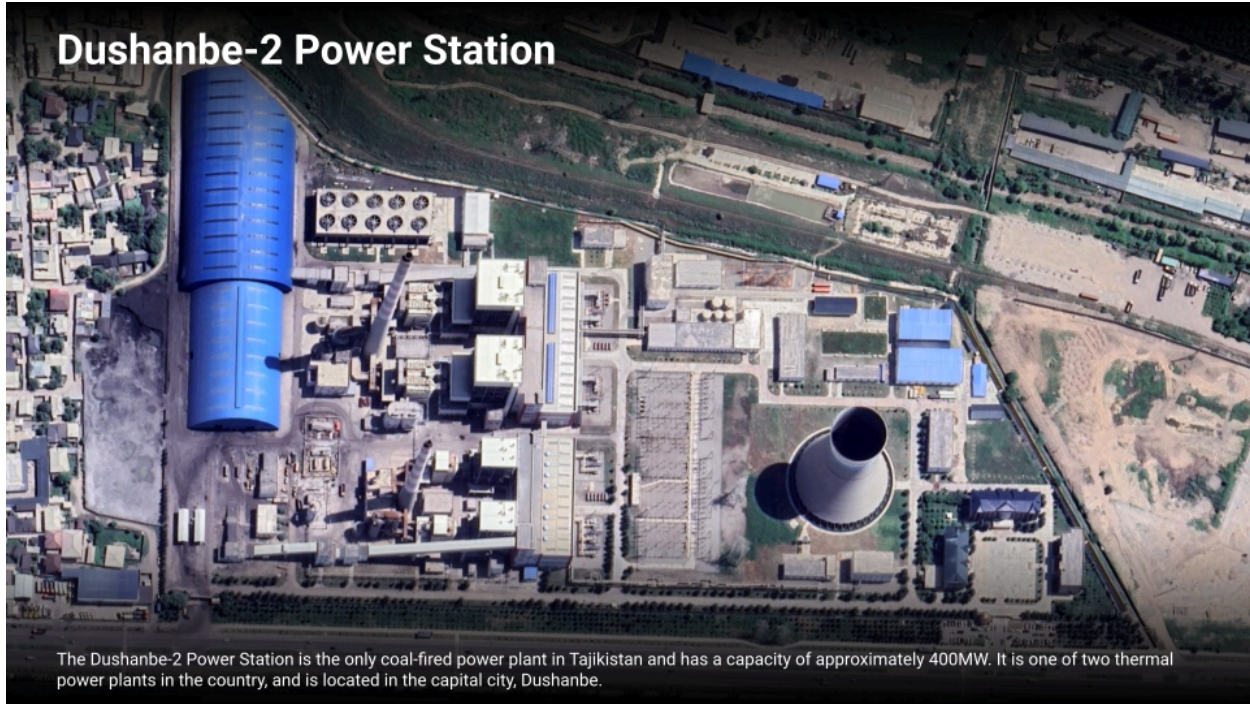 Dushanbe-2 Power Station
The Dushanbe-2 Power Station is the only coal-fired power plant in Tajikistan and has a capacity of approximately 400MW. It is one of two thermal
power plants in the country, and is located in the capital city, Dushanbe.